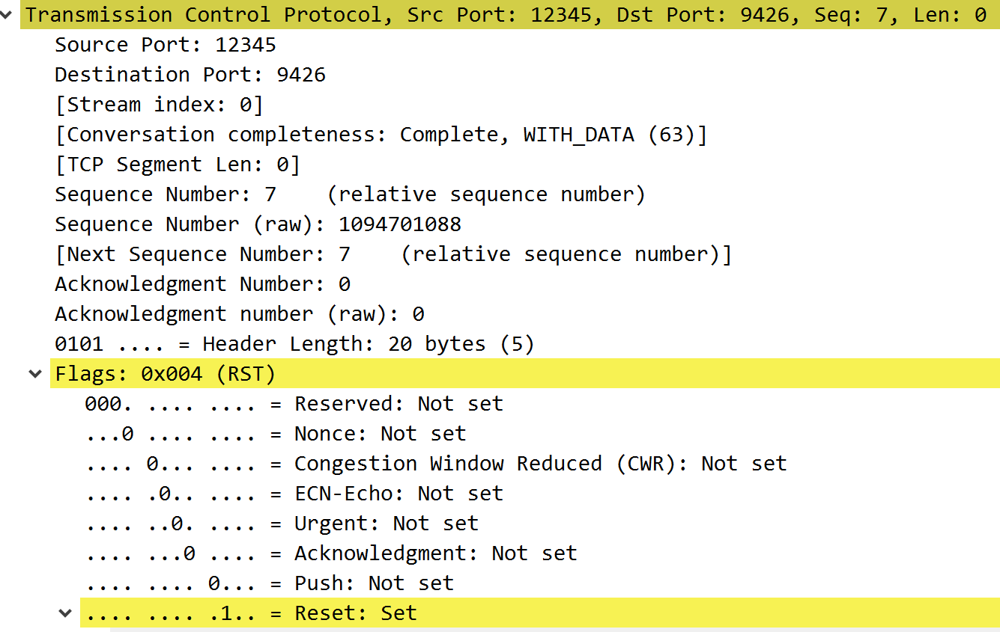 Transmission Control Protocol, Src Port: 12345, Dst Port: 9426, Seq: 7, Len: 0
Source Port: 12345
Destination Port: 9426
[Stream index: 0]
[Conversation completeness: Complete, WITH_DATA (63)]
[TCP Segment Len: 0]
Sequence Number: 7    (relative sequence number)
Sequence Number (raw): 1094701088
[Next Sequence Number: 7    (relative sequence number)]
Acknowledgment Number: 0
Acknowledgment number (raw): 0
0101 .... = Header Length: 20 bytes (5)
Flags: 0x004 (RST)
000. .... .... = Reserved: Not set
...0 .... .... = Nonce: Not set
.... 0... .... = Congestion Window Reduced (CWR): Not set
.... .0.. .... = ECN-Echo: Not set
.... ..0. .... = Urgent: Not set
.... ...0 .... = Acknowledgment: Not set
.... .... 0... = Push: Not set
.... .... .1.. = Reset: Set